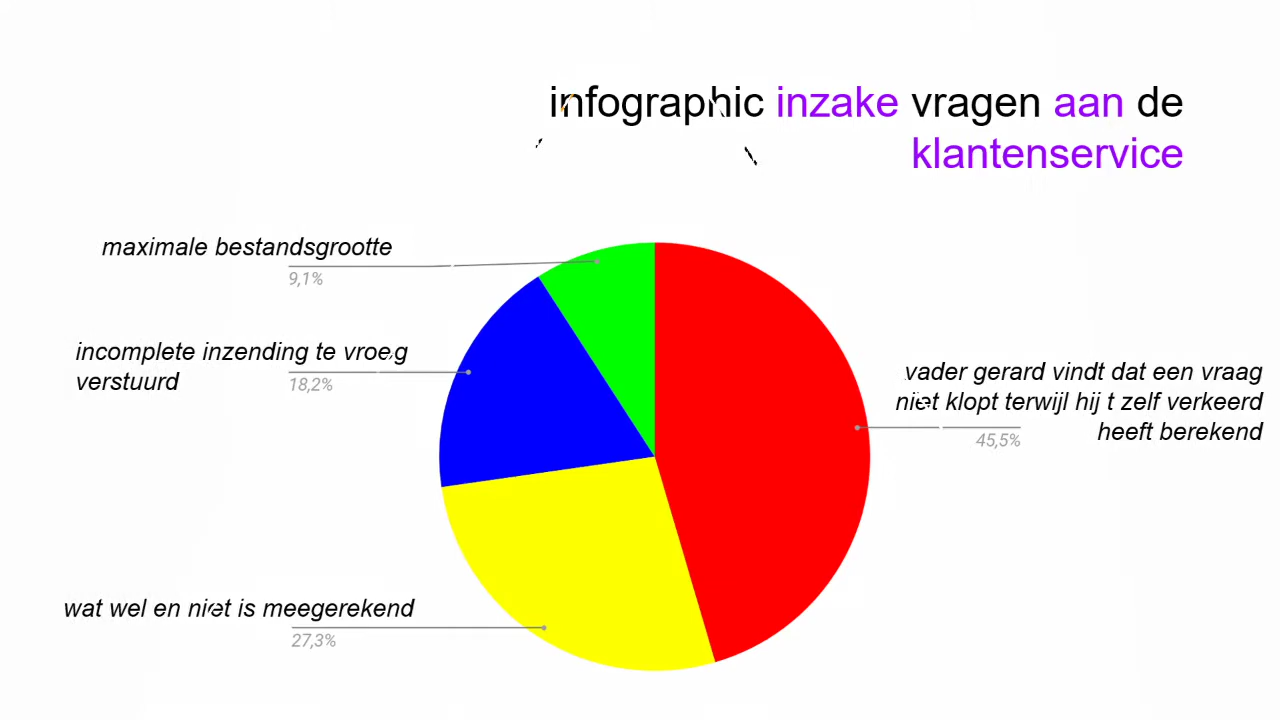 infographic inzake vragen aan de
klantenservice
maximale bestandsgrootte
9,1%
incomplete inzending te vroeg
verstuurd
18,2%
vader gerard vindt dat een vraag
niet klopt terwijl hij t zelf verkeerd
heeft berekend
45,5%
wat wel en niet is meegerekend
27,3%